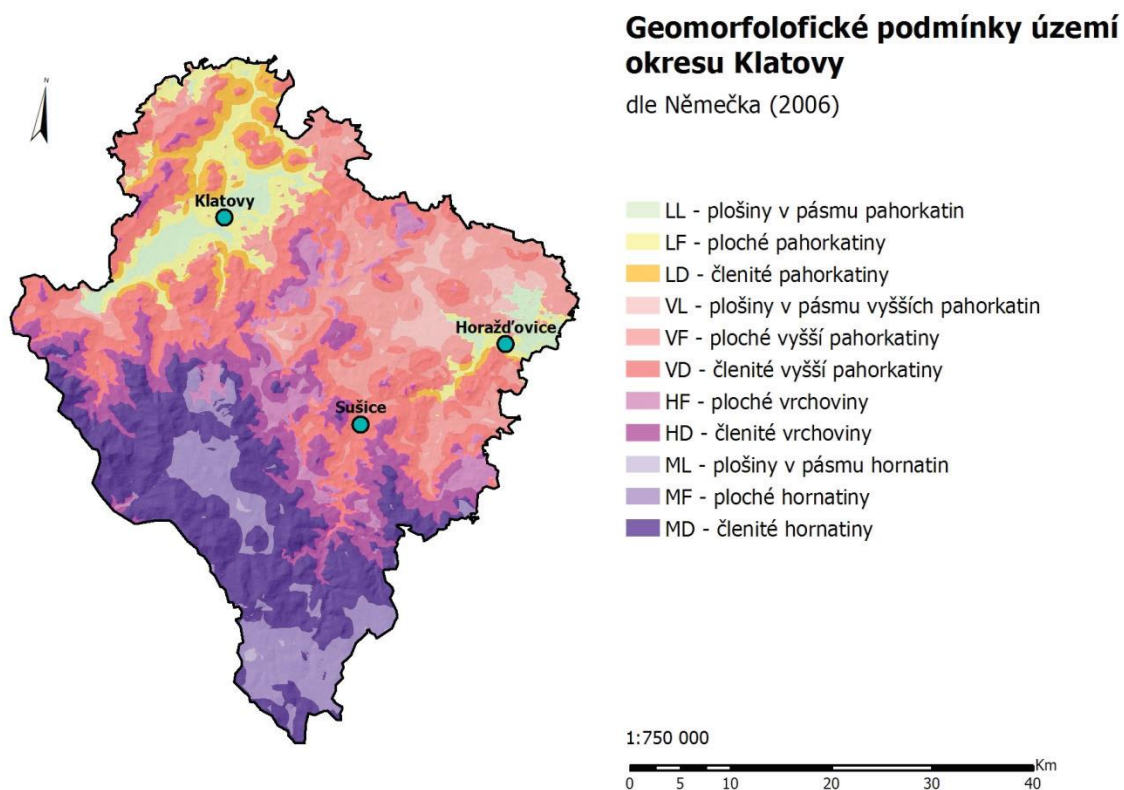 Geomorfolofické podmínky území
okresu Klatovy
dle Němečka (2006)
N
Klatovy
Horažďovice
Sušice
LL - plošiny v pásmu pahorkatin
LF - ploché pahorkatiny
LD - členité pahorkatiny
VL - plošiny v pásmu vyšších pahorkatin
VF - ploché vyšší pahorkatiny
VD - členité vyšší pahorkatiny
HF - ploché vrchoviny
HD - členité vrchoviny
ML - plošiny v pásmu hornatin
MF - ploché hornatiny
MD - členité hornatiny
1:750 000
Km
0 5 10 20 30 40